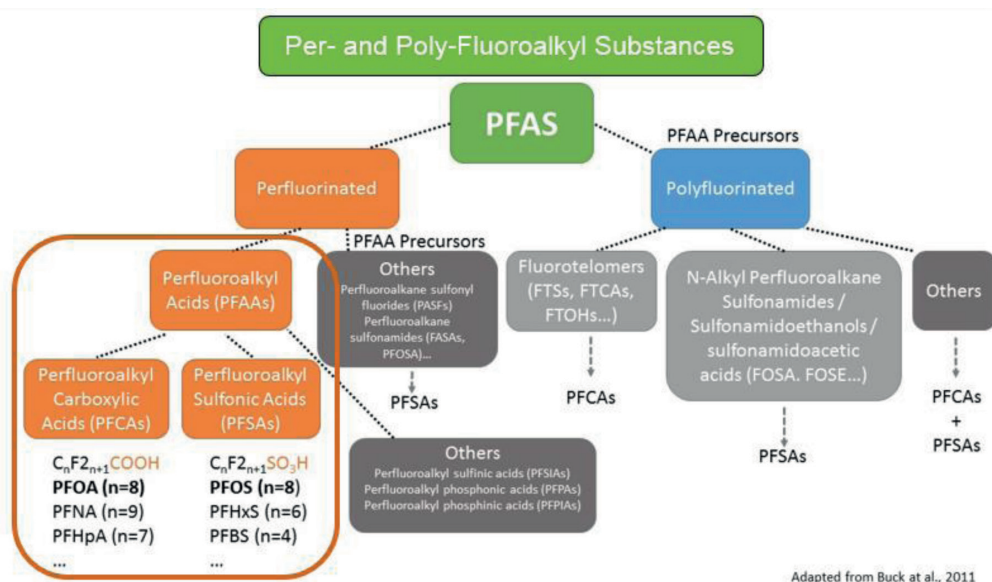 Per- and Poly-Fluoroalkyl Substances
PFAS
PFAA Precursors
Perfluorinated
Polyfluorinated
PFAA Precursors
Perfluoroalkyl
Acids (PFAAs)
Others
Perfluoroalkane sulfonyl
fluorides (PASFs)
Perfluoroalkane
sulfonamides (FASAs,
PFOSA)...
Fluorotelomers
(FTSs, FTCAs,
FTOHs...)
N-Alkyl Perfluoroalkane
Sulfonamides /
Sulfonamidoethanols /
sulfonamidoacetic
acids (FOSA. FOSE...)
Others
Perfluoroalkyl
Carboxylic
Acids (PFCAs)
Perfluoroalkyl
Sulfonic Acids
(PFSAs)
PFSAs
PFCAs
PFSAs
PFCAs
+
PFSAs
CₙF2ₙ₊₁COOH
PFOA (n=8)
PFNA (n=9)
PFHpA (n=7)
...
CₙF2ₙ₊₁SO₃H
PFOS (n=8)
PFHxS (n=6)
PFBS (n=4)
...
Others
Perfluoroalkyl sulfinic acids (PFSIAs)
Perfluoroalkyl phosphonic acids (PFPAs)
Perfluoroalkyl phosphinic acids (PFPIAs)
Adapted from Buck at al., 2011